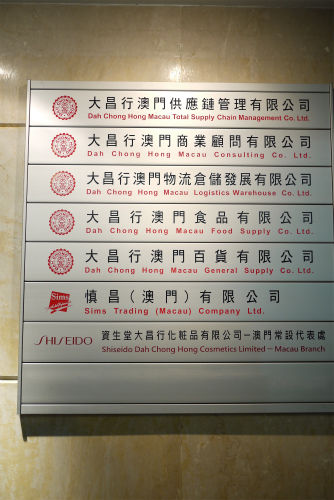 大昌行澳門供應鏈管理有限公司
Dah Chong Hong Macau Total Supply Chain Management Co. Ltd.
大昌行澳門商業顧問有限公司
Dah Chong Hong Macau Consulting Co. Ltd.
大昌行澳門物流倉儲發展有限公司
Dah Chong Hong Macau Logistics Warehouse Co. Ltd.
大昌行澳門食品有限公司
Dah Chong Hong Macau Food Supply Co. Ltd.
大昌行澳門百貨有限公司
Dah Chong Hong Macau General Supply Co. Ltd.
Sims
慎昌(澳門)有限公司
Sims Trading (Macau) Company Ltd.
SHISEIDO
資生堂大昌行化粧品有限公司－澳門常設代表處
Shiseido Dah Chong Hong Cosmetics Limited – Macau Branch